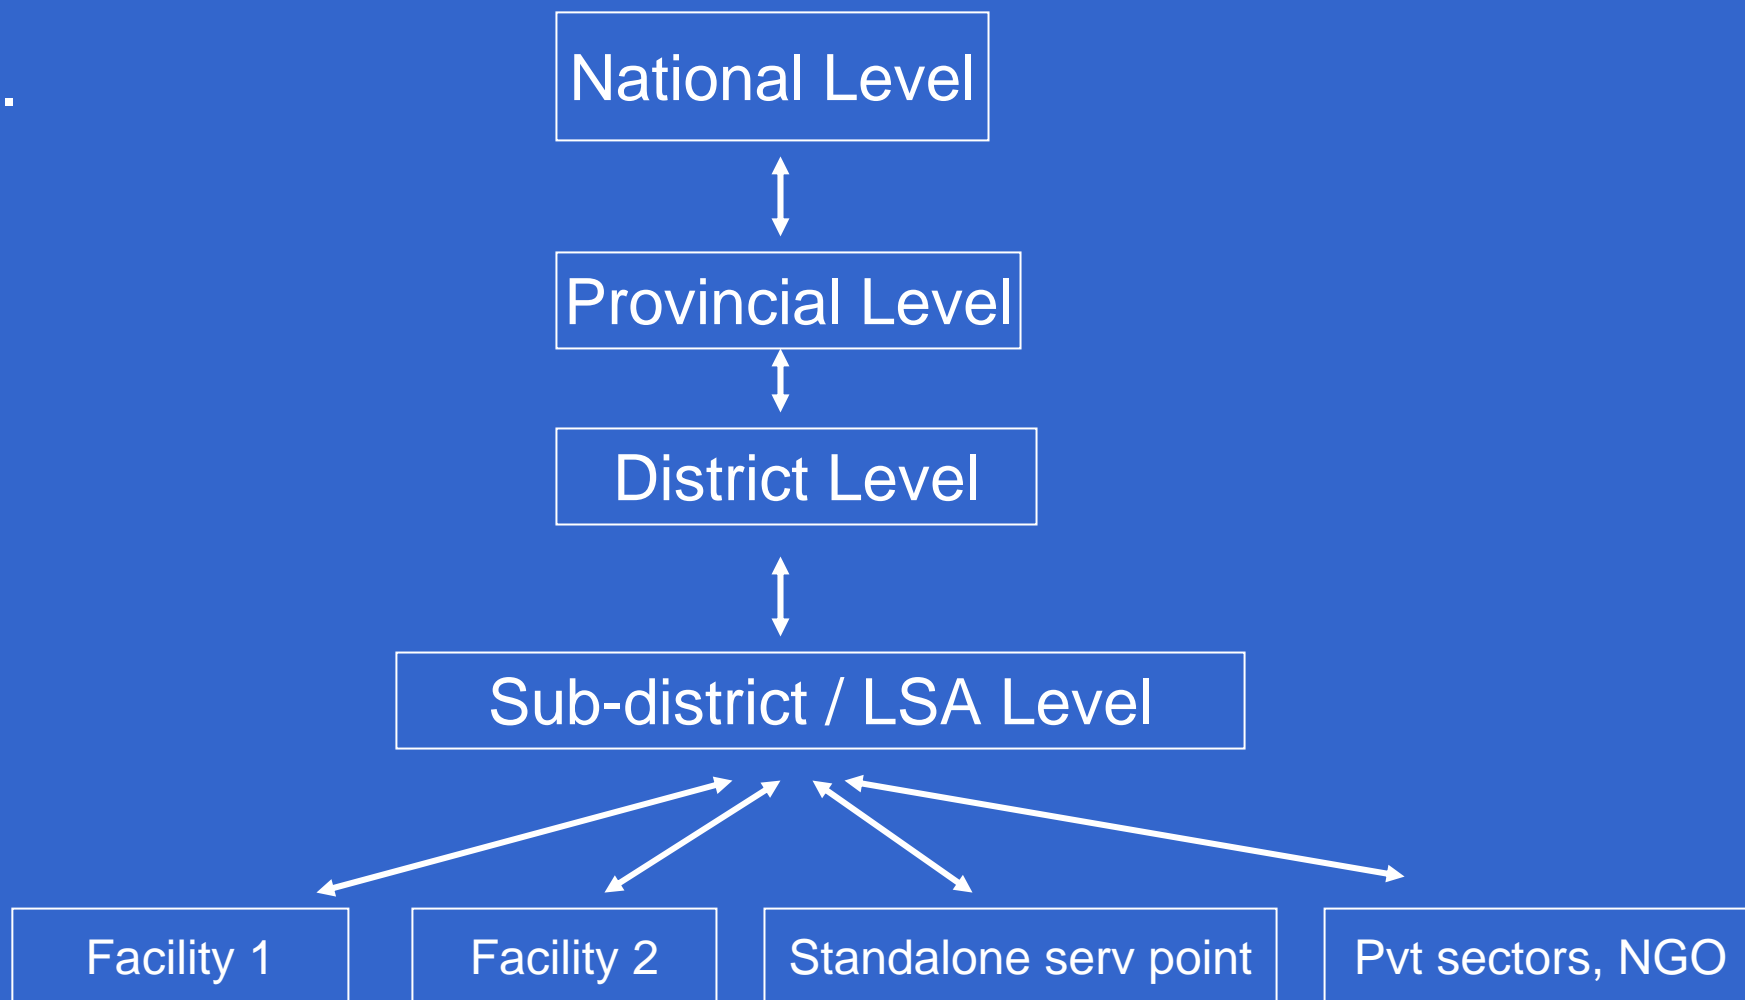 .
National Level
Provincial Level
District Level
Sub-district / LSA Level
Facility 1
Facility 2
Standalone serv point
Pvt sectors, NGO